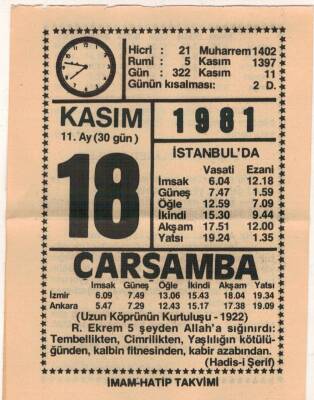 Hicri : 21 Muharrem 1402
Rumi : 5 Kasım 1397
Gün : 322 Kasım 11
Günün kısalması: 2 D.
KASIM
11. Ay (30 gün)
18
1981
İSTANBUL'DA
Vasati Ezani
İmsak 6.04 12.18
Güneş 7.47 1.59
Öğle 12.59 7.09
İkindi 15.30 9.44
Akşam 17.51 12.00
Yatsı 19.24 1.35
ÇARŞAMBA
Imsak Güneş Öğle İkindi Akşam Yatsı
İzmir 6.09 7.49 13.06 15.43 18.04 19.34
Ankara 5.47 7.29 12.43 15.17 17.38 19.09
(Uzun Köprünün Kurtuluşu - 1922)
R. Ekrem 5 şeyden Allah'a sığınırdı:
Tembellikten, Cimrilikten, Yaşlılığın kötülü-
ğünden, kalbin fitnesinden, kabir azabından.
(Hadis-i Şerif)
İMAM-HATİP TAKVİMİ